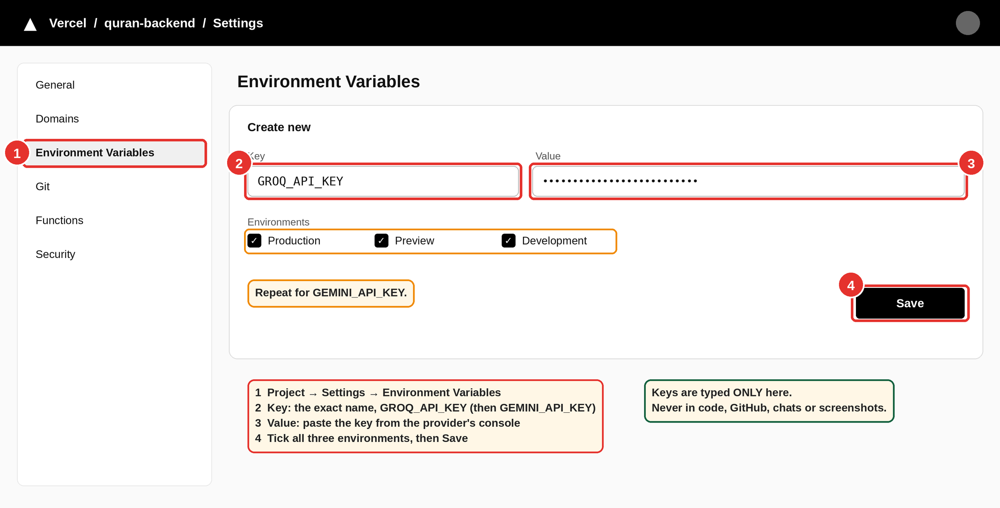 Vercel / quran-backend / Settings
General
Domains
1 Environment Variables
Git
Functions
Security
Environment Variables
Create new
Key
Value
2
3
GROQ_API_KEY
••••••••••••••••••••••••••
Environments
✓ Production ✓ Preview ✓ Development
Repeat for GEMINI_API_KEY.
4
Save
1 Project → Settings → Environment Variables
2 Key: the exact name, GROQ_API_KEY (then GEMINI_API_KEY)
3 Value: paste the key from the provider's console
4 Tick all three environments, then Save
Keys are typed ONLY here.
Never in code, GitHub, chats or screenshots.